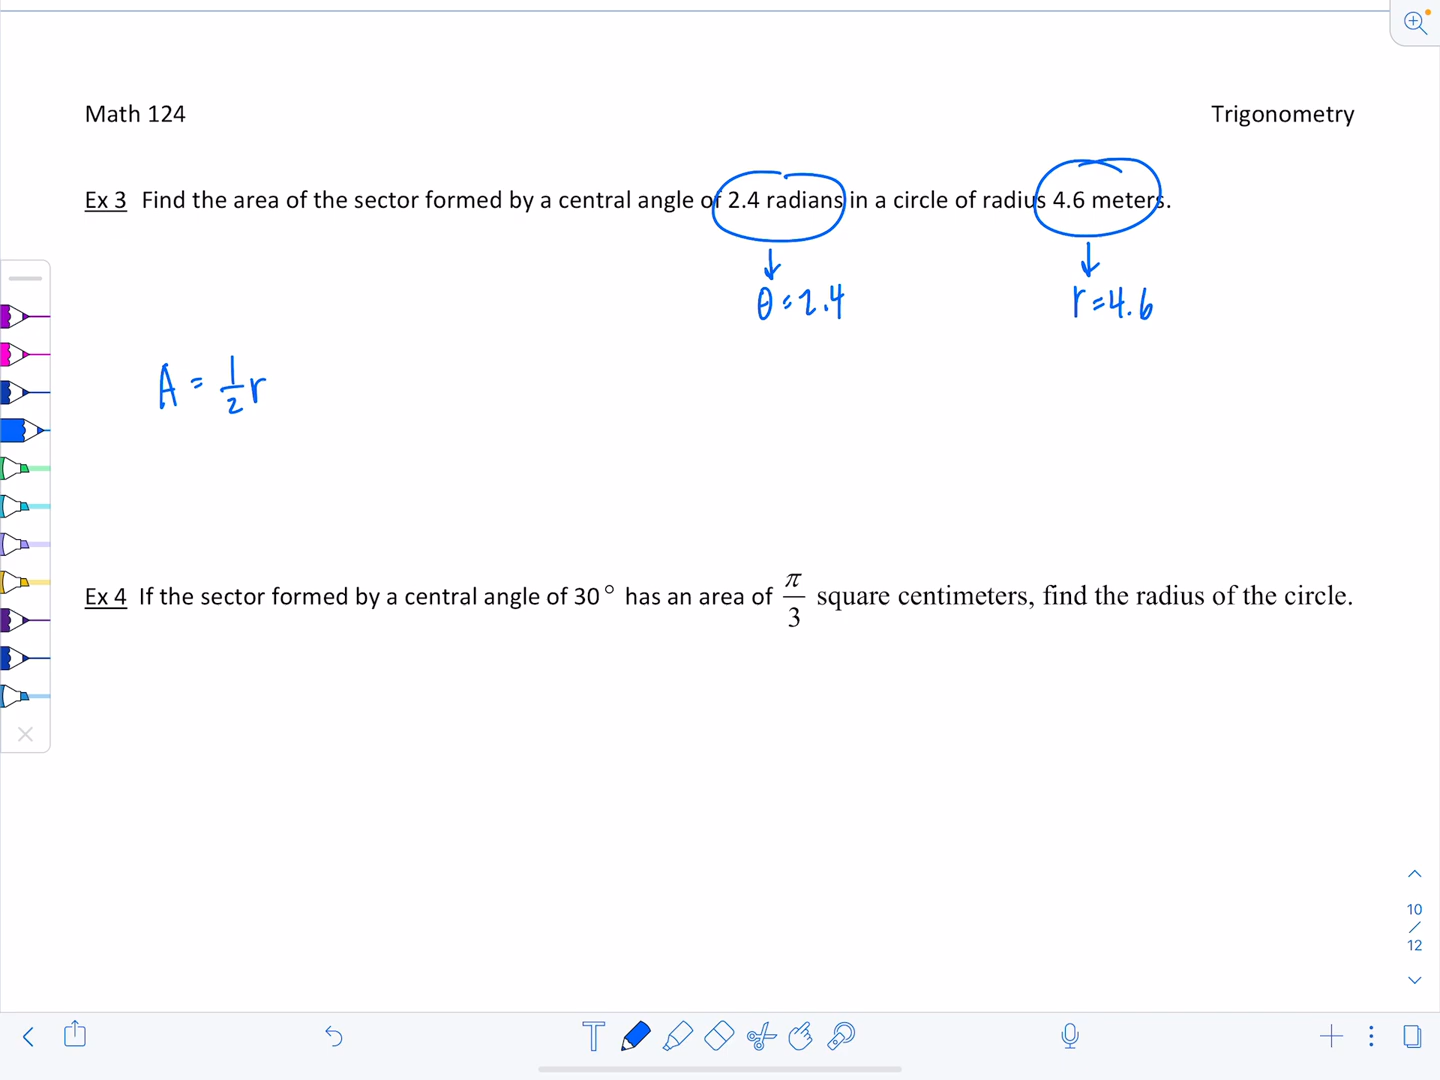 Math 124 Trigonometry
Ex 3 Find the area of the sector formed by a central angle of 2.4 radians in a circle of radius 4.6 meters.
θ = 2.4 r = 4.6
A = 1/2 r
Ex 4 If the sector formed by a central angle of 30° has an area of π/3 square centimeters, find the radius of the circle.
10
/
12
T